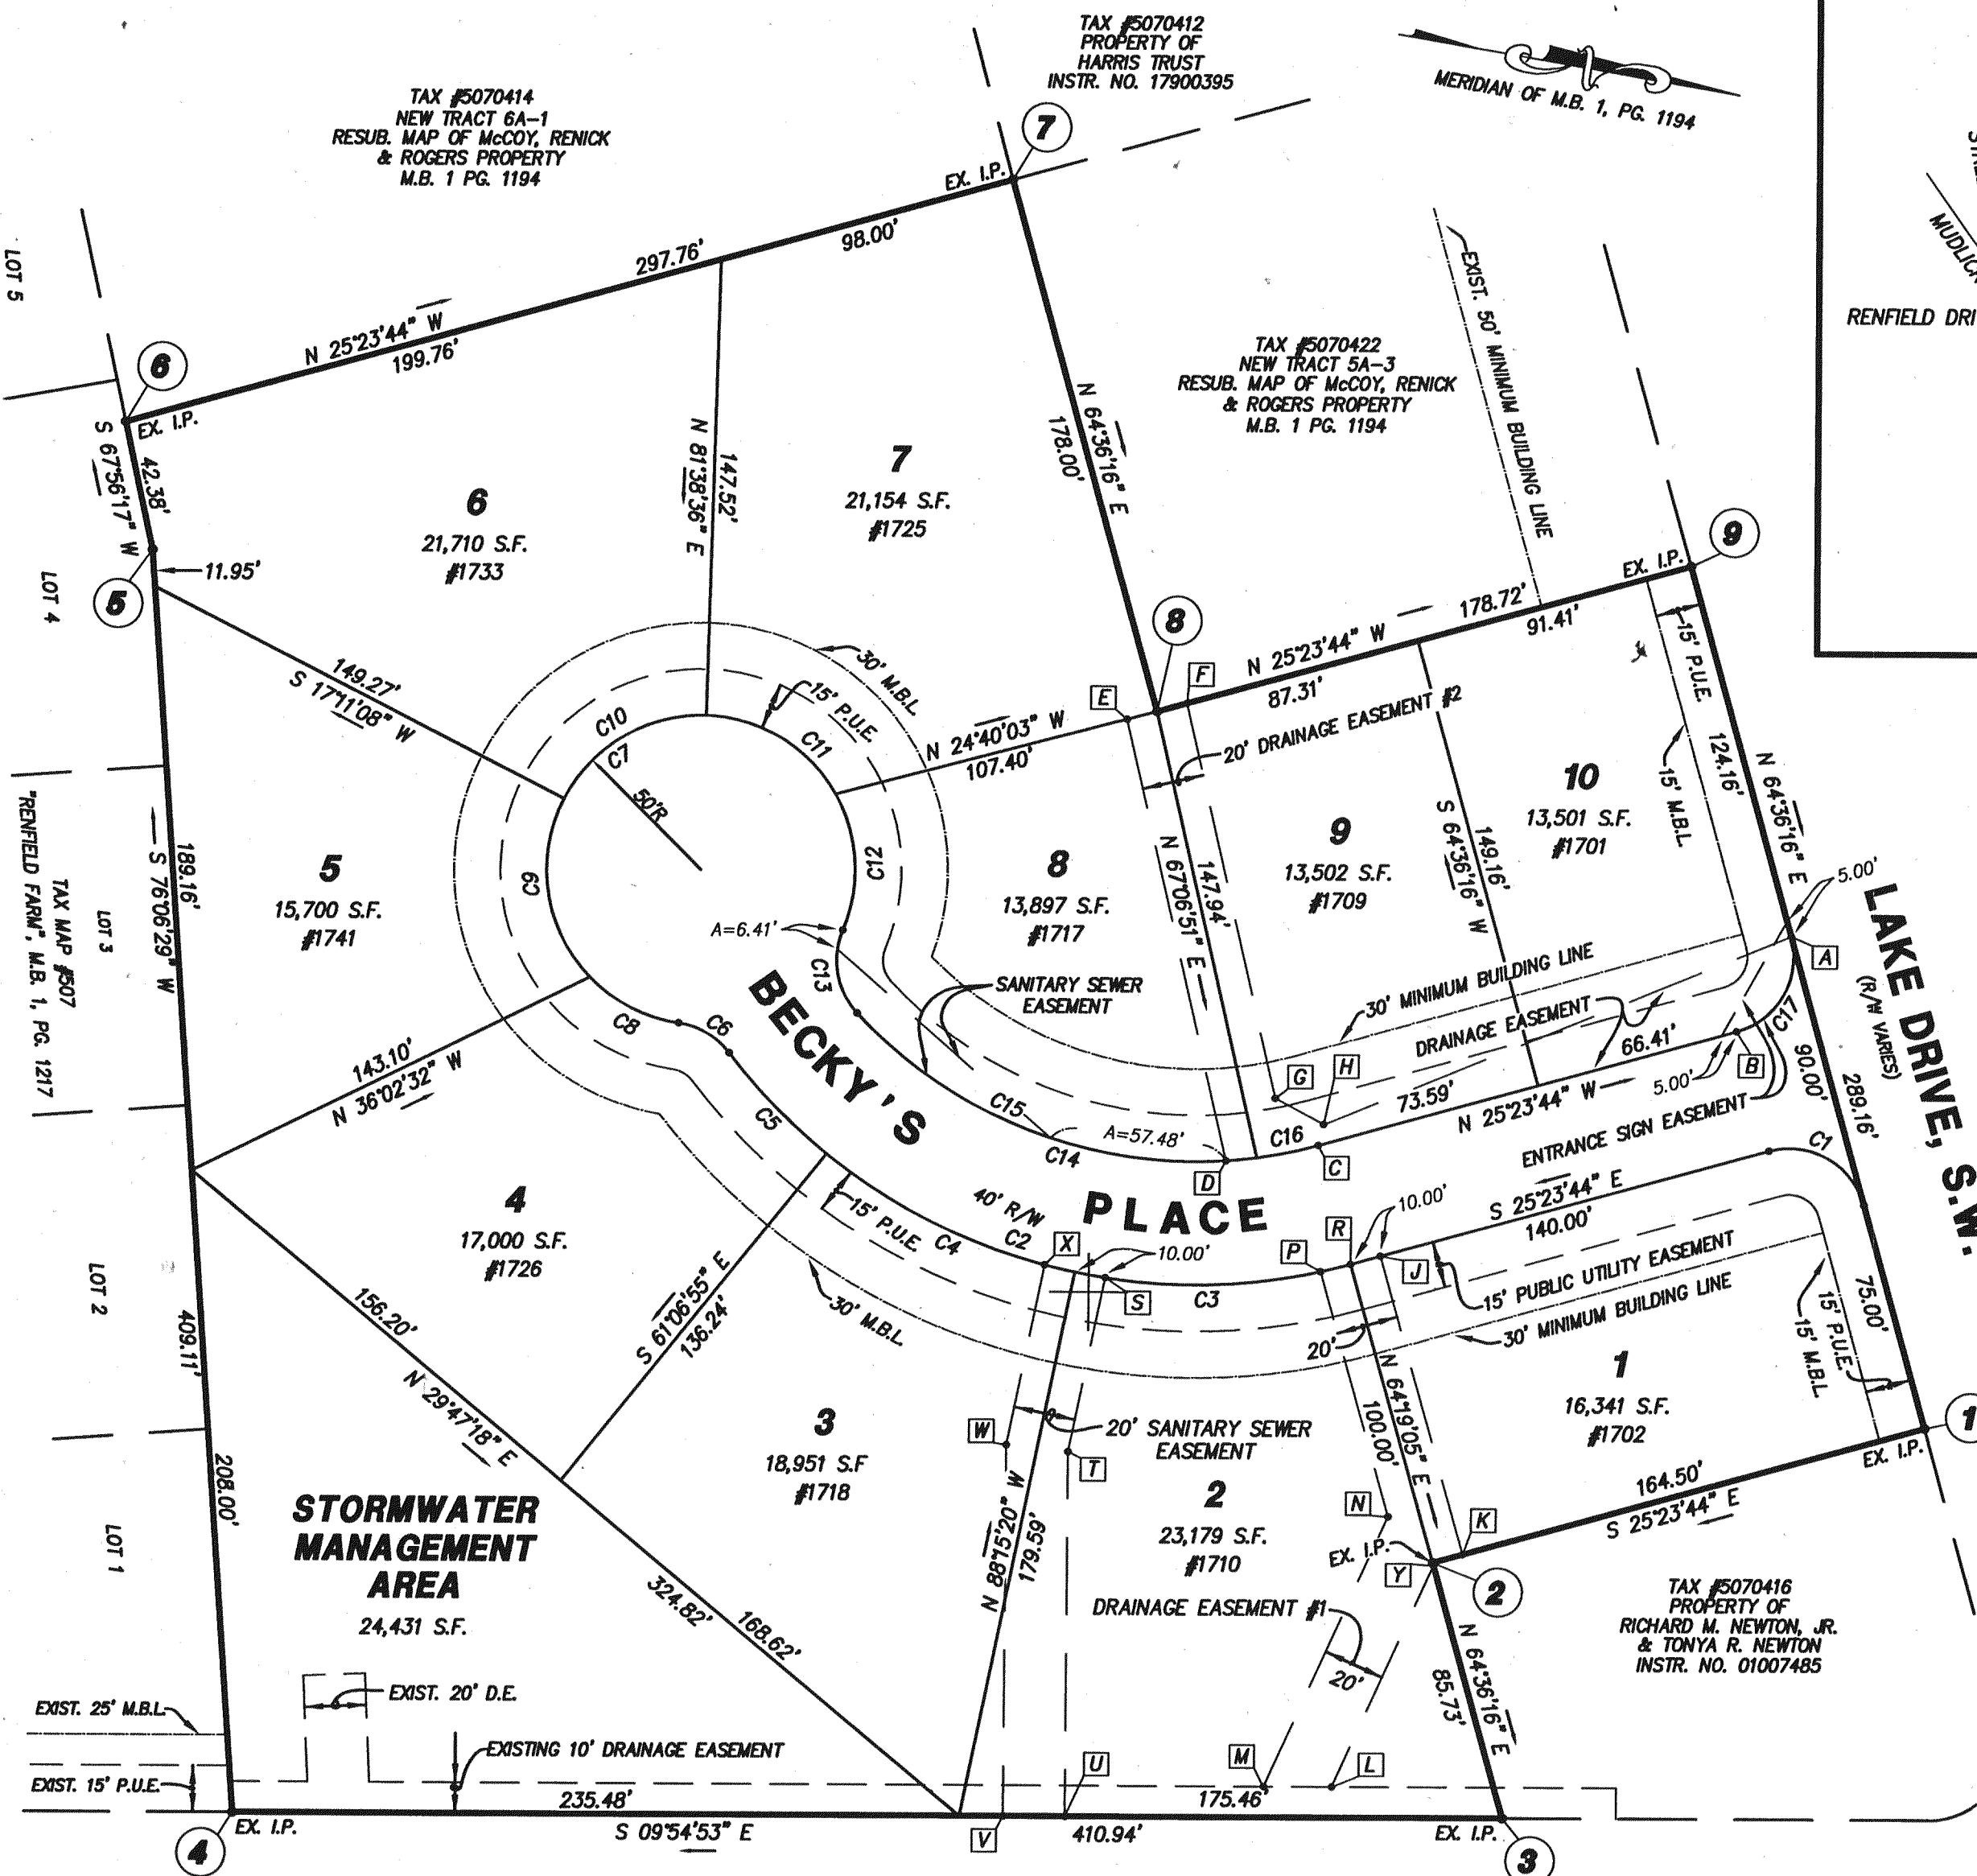 TAX #5070412
PROPERTY OF
HARRIS TRUST
INSTR. NO. 17900395
MERIDIAN OF M.B. 1, PG. 1194
N
TAX #5070414
NEW TRACT 6A-1
RESUB. MAP OF McCOY, RENICK
& ROGERS PROPERTY
M.B. 1 PG. 1194
RENFIELD DRI
7
EX. I.P.
297.76'
98.00'
N 25°23'44" W
199.76'
LOT 5
6
EX. I.P.
S 67°56'17" W
42.38'
5
11.95'
LOT 4
6
21,710 S.F.
#1733
N 81°38'36" E
147.52'
7
21,154 S.F.
#1725
N 64°36'16" E
178.00'
TAX #5070422
NEW TRACT 5A-3
RESUB. MAP OF McCOY, RENICK
& ROGERS PROPERTY
M.B. 1 PG. 1194
EXIST. 50' MINIMUM BUILDING LINE
9
EX. I.P.
178.72'
91.41'
8
N 25°23'44" W
87.31'
E
F
20' DRAINAGE EASEMENT #2
15' P.U.E.
15' M.B.L.
124.16'
N 64°36'16" E
149.27'
S 17°11'08" W
30' M.B.L.
15' P.U.E.
C10
C7
C11
50'R
N 24°40'03" W
107.40'
C9
C12
10
13,501 S.F.
#1701
S 64°36'16" W
149.16'
9
13,502 S.F.
#1709
8
13,897 S.F.
#1717
N 67°06'51" E
147.94'
5
15,700 S.F.
#1741
189.16'
S 76°06'29" W
LOT 3
TAX MAP #507
"RENFIELD FARM", M.B. 1, PG. 1217
A=6.41'
C13
SANITARY SEWER
EASEMENT
30' MINIMUM BUILDING LINE
DRAINAGE EASEMENT
5.00'
A
LAKE DRIVE, S.W.
(R/W VARIES)
C17
B
5.00'
66.41'
90.00'
289.16'
G
H
73.59'
N 25°23'44" W
ENTRANCE SIGN EASEMENT
C8
C6
BECKY'S
PLACE
40' R/W
C5
C15
A=57.48'
C14
C16
D
C
143.10'
N 36°02'32" W
C1
S 25°23'44" E
140.00'
10.00'
R
P
J
X
10.00'
S
C2
C3
C4
15' P.U.E.
30' M.B.L.
15' PUBLIC UTILITY EASEMENT
30' MINIMUM BUILDING LINE
75.00'
15' P.U.E.
15' M.B.L.
4
17,000 S.F.
#1726
S 61°06'55" E
136.24'
LOT 2
409.11'
156.20'
N 29°47'18" E
20'
N 64°19'05" E
100.00'
1
16,341 S.F.
#1702
1
EX. I.P.
164.50'
S 25°23'44" E
3
18,951 S.F
#1718
W
20' SANITARY SEWER
EASEMENT
T
N 88°15'20" W
179.59'
2
23,179 S.F.
#1710
N
K
EX. I.P.
Y
2
208.00'
LOT 1
STORMWATER
MANAGEMENT
AREA
24,431 S.F.
324.82'
168.62'
DRAINAGE EASEMENT #1
20'
N 64°36'16" E
85.73'
TAX #5070416
PROPERTY OF
RICHARD M. NEWTON, JR.
& TONYA R. NEWTON
INSTR. NO. 01007485
EXIST. 25' M.B.L.
EXIST. 20' D.E.
EXISTING 10' DRAINAGE EASEMENT
EXIST. 15' P.U.E.
U
M
L
235.48'
175.46'
EX. I.P.
S 09°54'53" E
V
410.94'
EX. I.P.
4
3